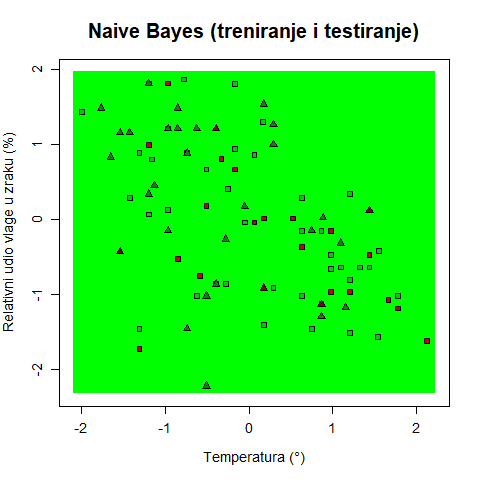 Naive Bayes (treniranje i testiranje)
2
1
0
-1
-2
Relativni udio vlage u zraku (%)
-2 -1 0 1 2
Temperatura (°)